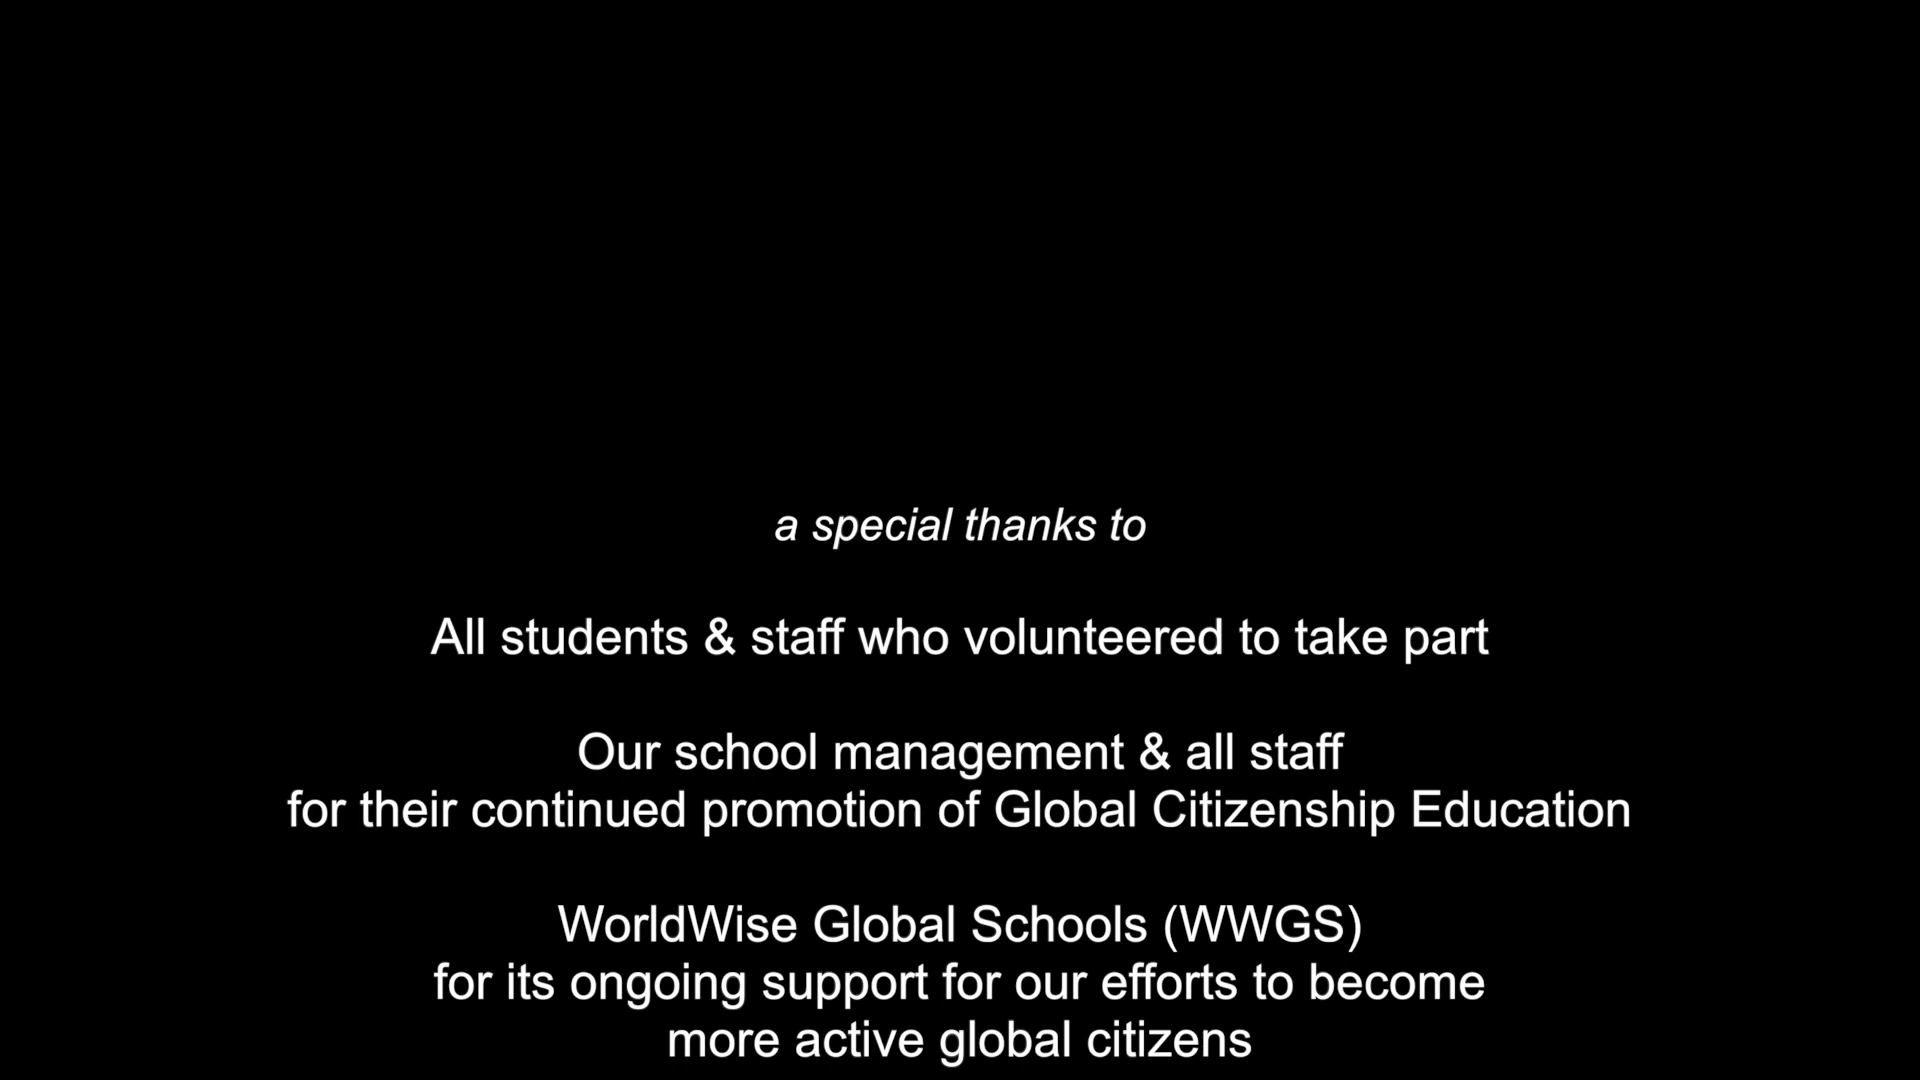 a special thanks to
All students & staff who volunteered to take part
Our school management & all staff
for their continued promotion of Global Citizenship Education
WorldWise Global Schools (WWGS)
for its ongoing support for our efforts to become
more active global citizens